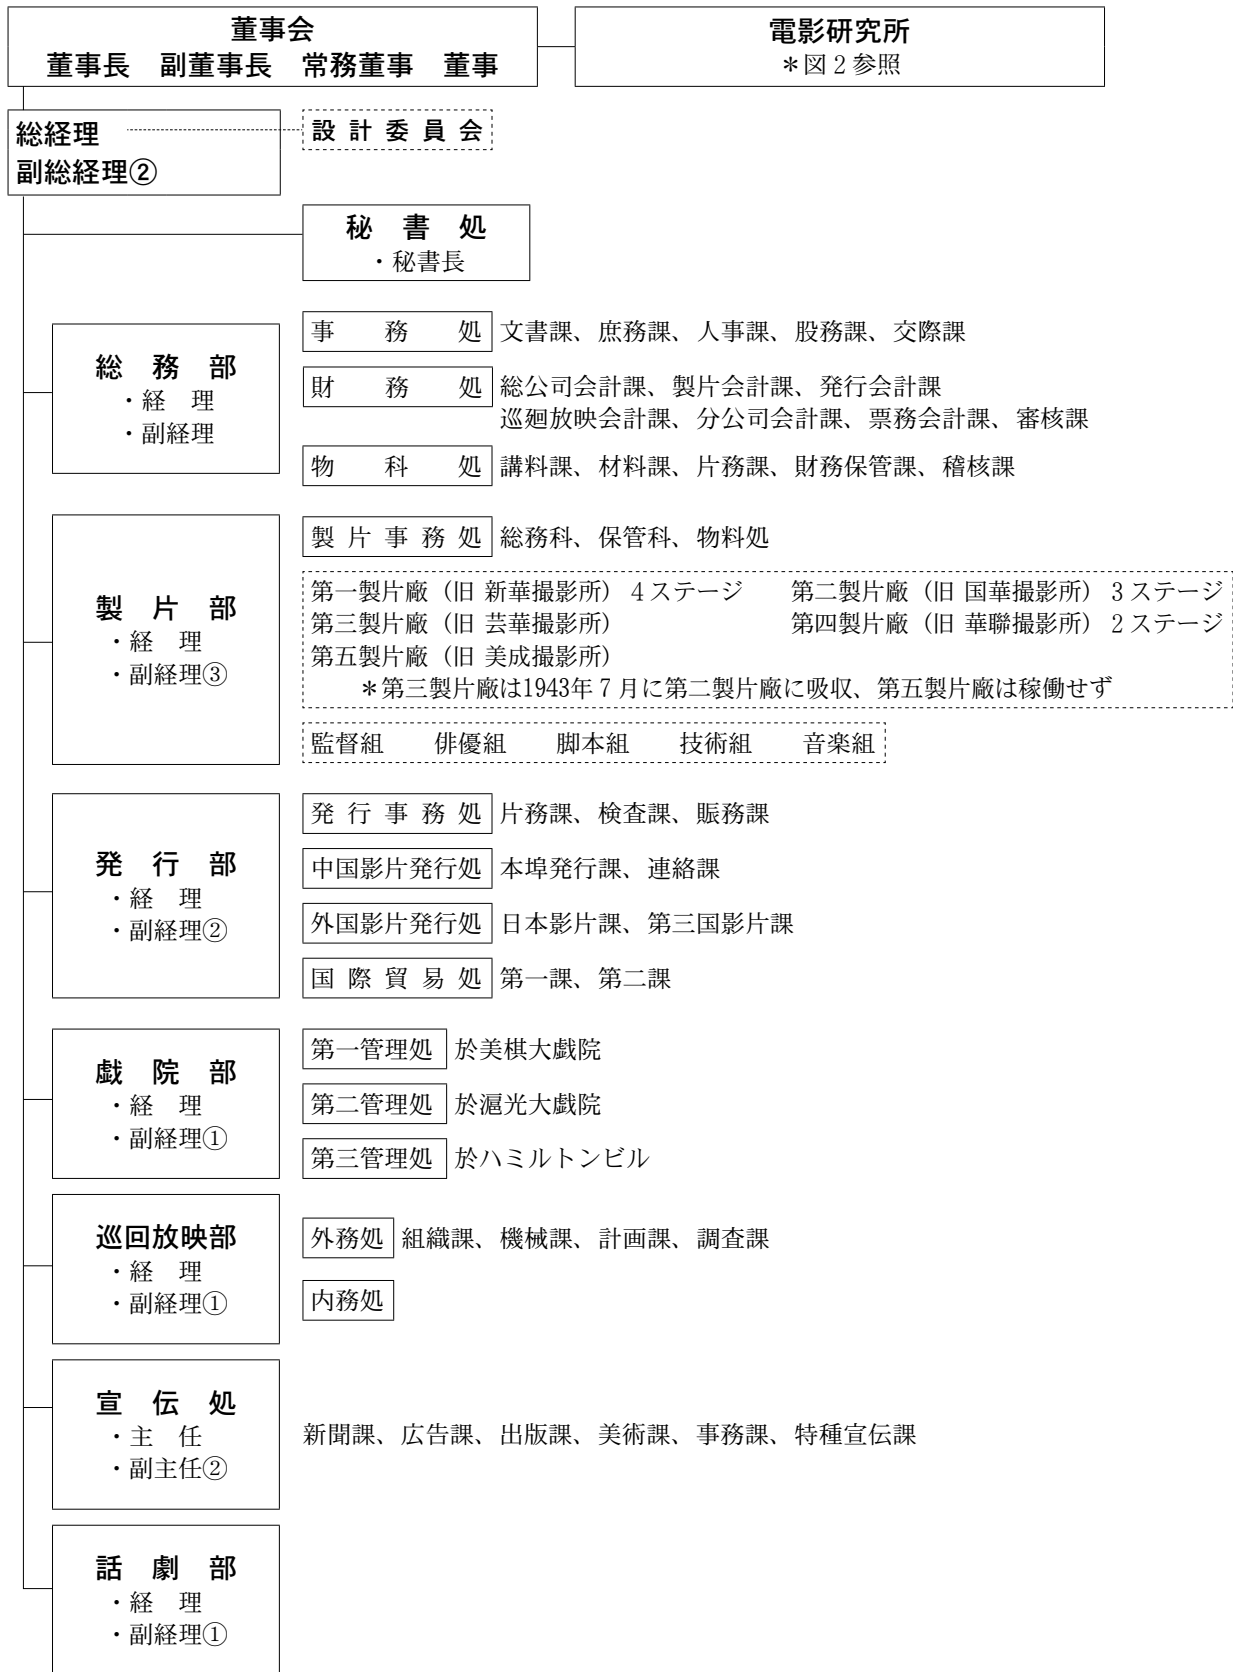 董事会
董事長 副董事長 常務董事 董事
電影研究所
*図2参照
総経理
副総経理②
設計委員会
秘書処
・秘書長
総務部
・経理
・副経理
事務処 文書課、庶務課、人事課、股務課、交際課
財務処 総公司会計課、製片会計課、発行会計課
巡廻放映会計課、分公司会計課、票務会計課、審核課
物科処 講料課、材料課、片務課、財務保管課、稽核課
製片部
・経理
・副経理③
製片事務処 総務科、保管科、物料処
第一製片廠(旧 新華撮影所) 4ステージ 第二製片廠(旧 国華撮影所) 3ステージ
第三製片廠(旧 芸華撮影所) 第四製片廠(旧 華聯撮影所) 2ステージ
第五製片廠(旧 美成撮影所)
*第三製片廠は1943年7月に第二製片廠に吸収、第五製片廠は稼働せず
監督組 俳優組 脚本組 技術組 音楽組
発行部
・経理
・副経理②
発行事務処 片務課、検査課、賬務課
中国影片発行処 本埠発行課、連絡課
外国影片発行処 日本影片課、第三国影片課
国際貿易処 第一課、第二課
戯院部
・経理
・副経理①
第一管理処 於美棋大戯院
第二管理処 於滬光大戯院
第三管理処 於ハミルトンビル
巡回放映部
・経理
・副経理①
外務処 組織課、機械課、計画課、調査課
内務処
宣伝処
・主任
・副主任②
新聞課、広告課、出版課、美術課、事務課、特種宣伝課
話劇部
・経理
・副経理①